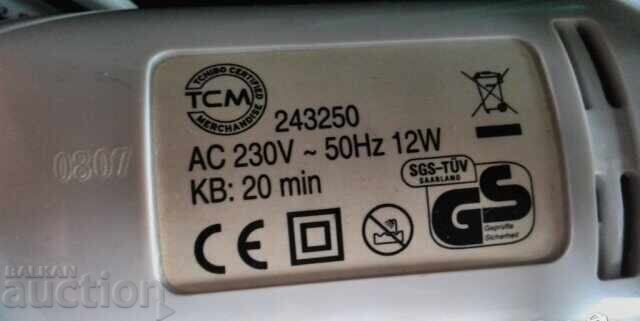 TCHIBO CERTIFIED
TCM
MERCHANDISE
243250
AC 230V ~ 50Hz 12W
KB: 20 min
0807
SGS-TÜV
SAARLAND
CE
GS
Geprüfte
Sicherheit
БАЛКАН
auction